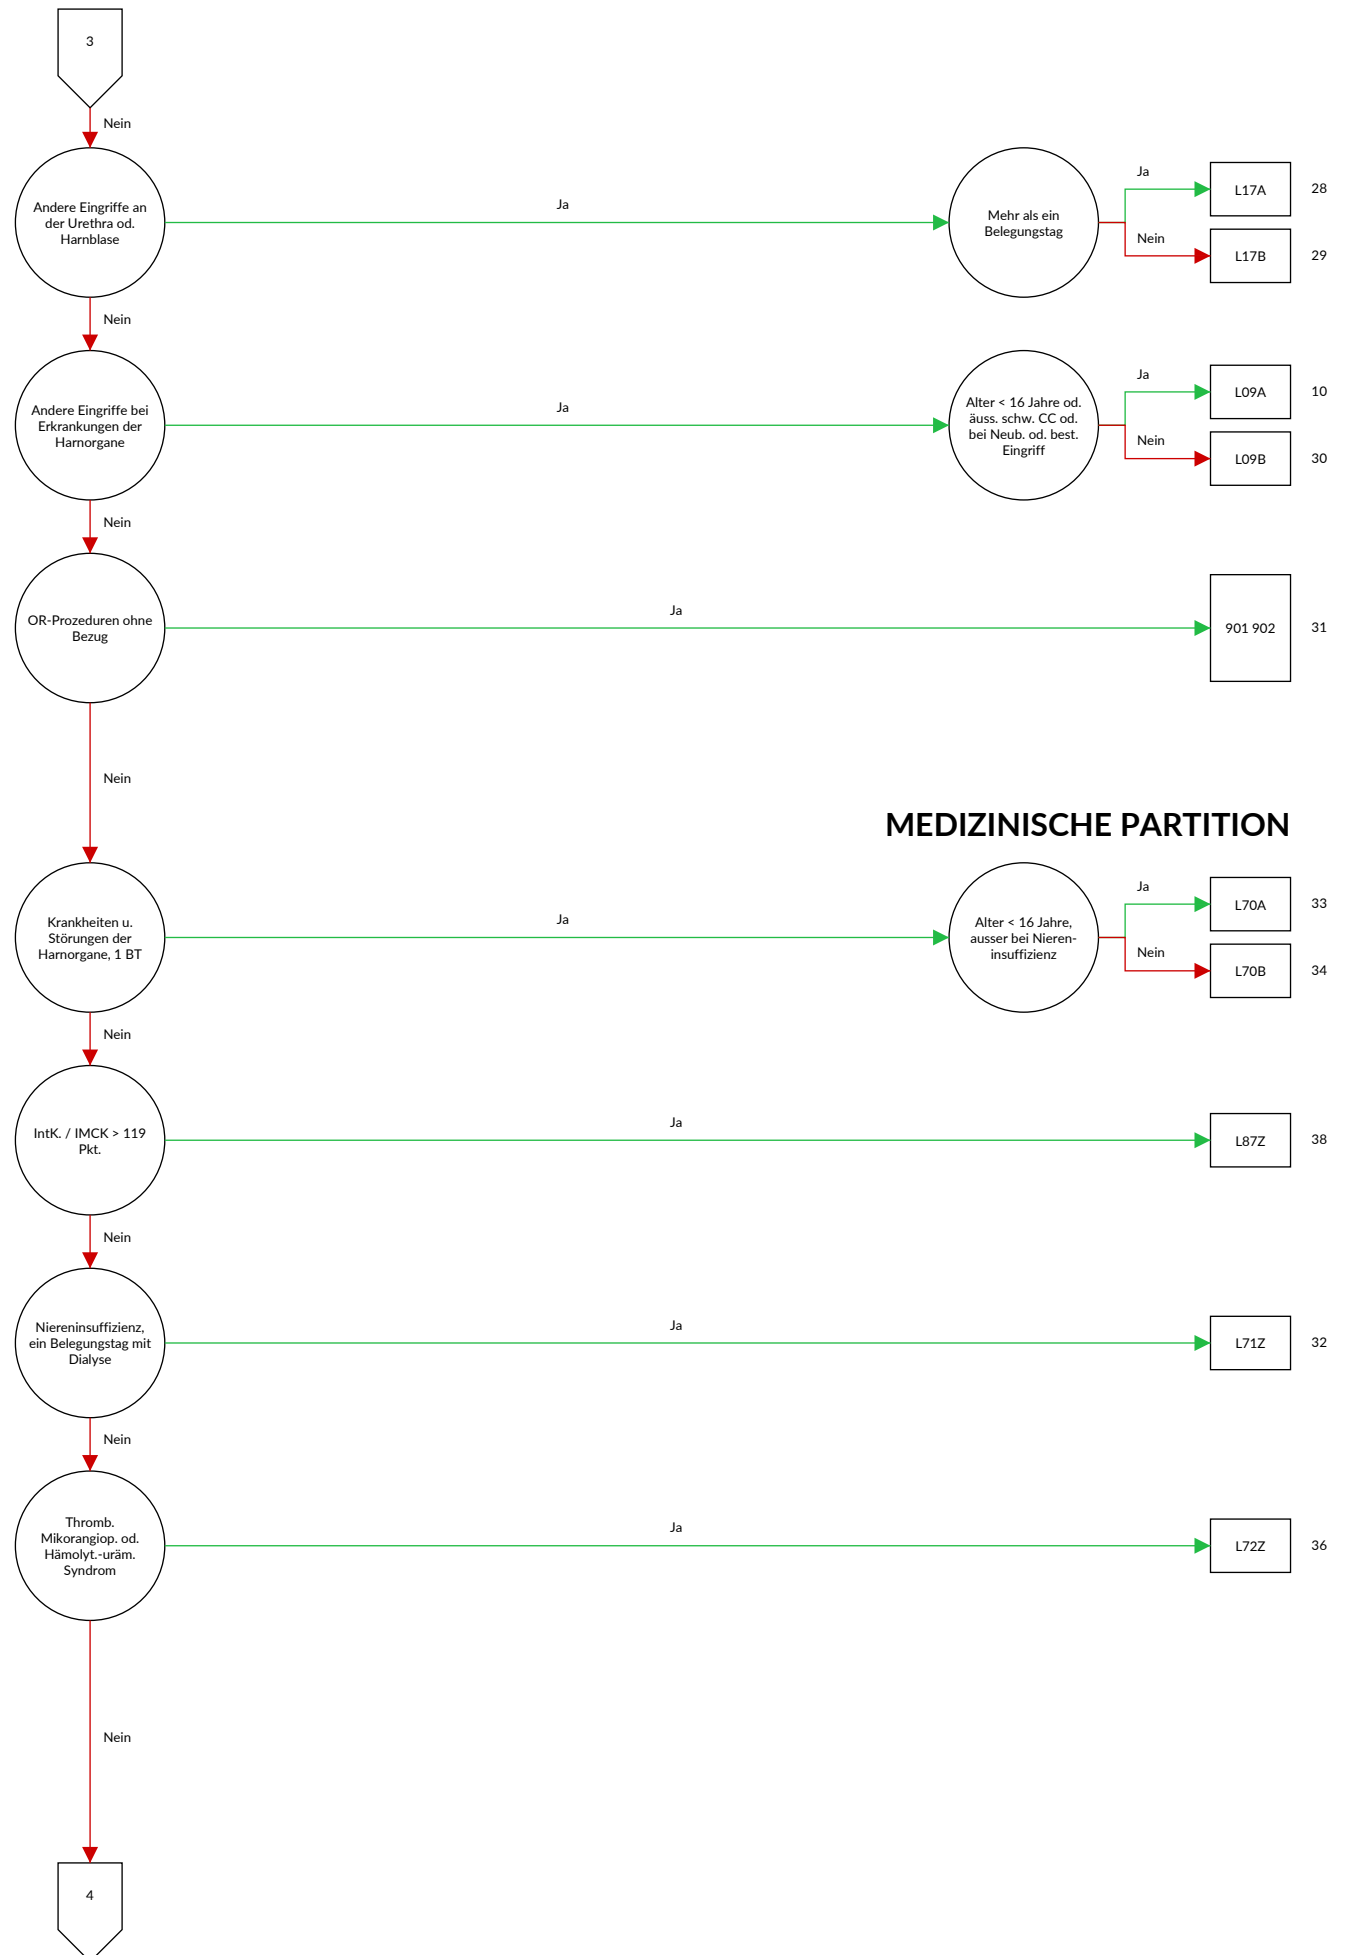 3
Nein
Andere Eingriffe an
der Urethra od.
Harnblase
Ja
Mehr als ein
Belegungstag
Ja
L17A
28
Nein
L17B
29
Nein
Andere Eingriffe bei
Erkrankungen der
Harnorgane
Ja
Alter < 16 Jahre od.
äuss. schw. CC od.
bei Neub. od. best.
Eingriff
Ja
L09A
10
Nein
L09B
30
Nein
OR-Prozeduren ohne
Bezug
Ja
901 902
31
Nein
MEDIZINISCHE PARTITION
Krankheiten u.
Störungen der
Harnorgane, 1 BT
Ja
Alter < 16 Jahre,
ausser bei Nieren-
insuffizienz
Ja
L70A
33
Nein
L70B
34
Nein
IntK. / IMCK > 119
Pkt.
Ja
L87Z
38
Nein
Niereninsuffizienz,
ein Belegungstag mit
Dialyse
Ja
L71Z
32
Nein
Thromb.
Mikorangiop. od.
Hämolyt.-uräm.
Syndrom
Ja
L72Z
36
Nein
4